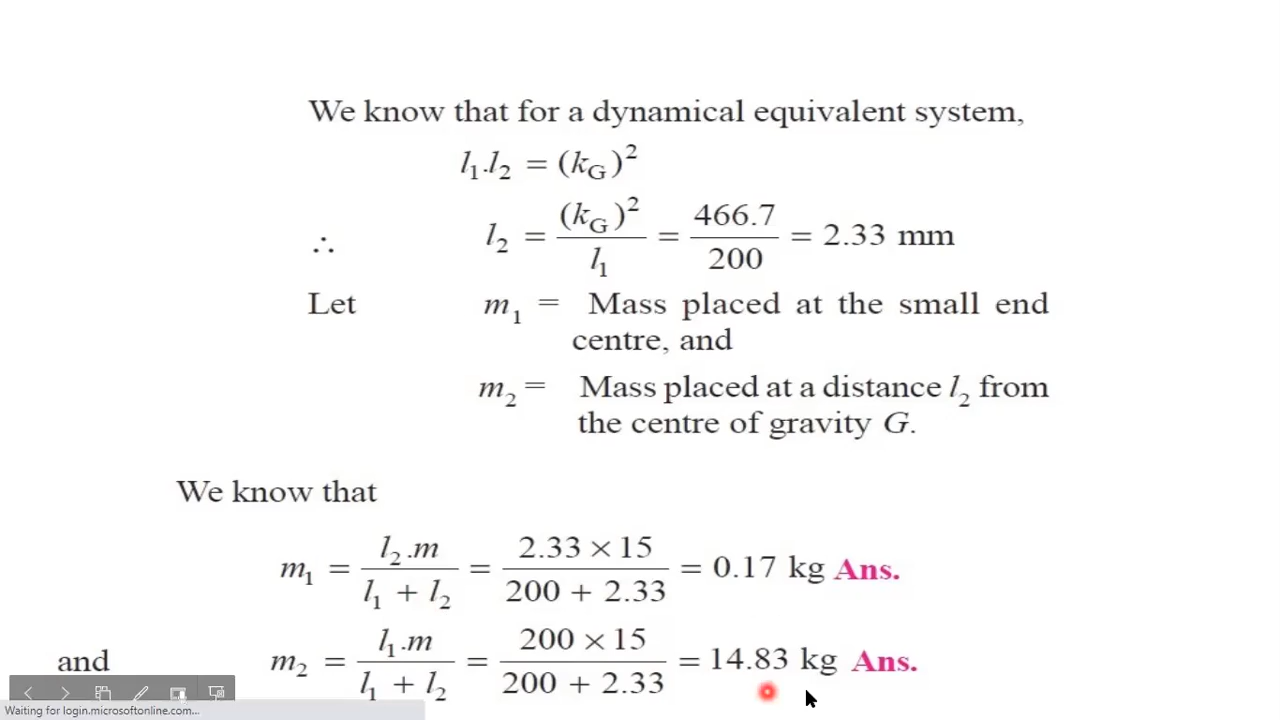 We know that for a dynamical equivalent system,
l₁.l₂ = (k_G)²
∴ l₂ = (k_G)² / l₁ = 466.7 / 200 = 2.33 mm
Let m₁ = Mass placed at the small end
centre, and
m₂ = Mass placed at a distance l₂ from
the centre of gravity G.
We know that
m₁ = l₂.m / (l₁ + l₂) = 2.33 × 15 / (200 + 2.33) = 0.17 kg Ans.
and m₂ = l₁.m / (l₁ + l₂) = 200 × 15 / (200 + 2.33) = 14.83 kg Ans.
Waiting for login.microsoftonline.com...